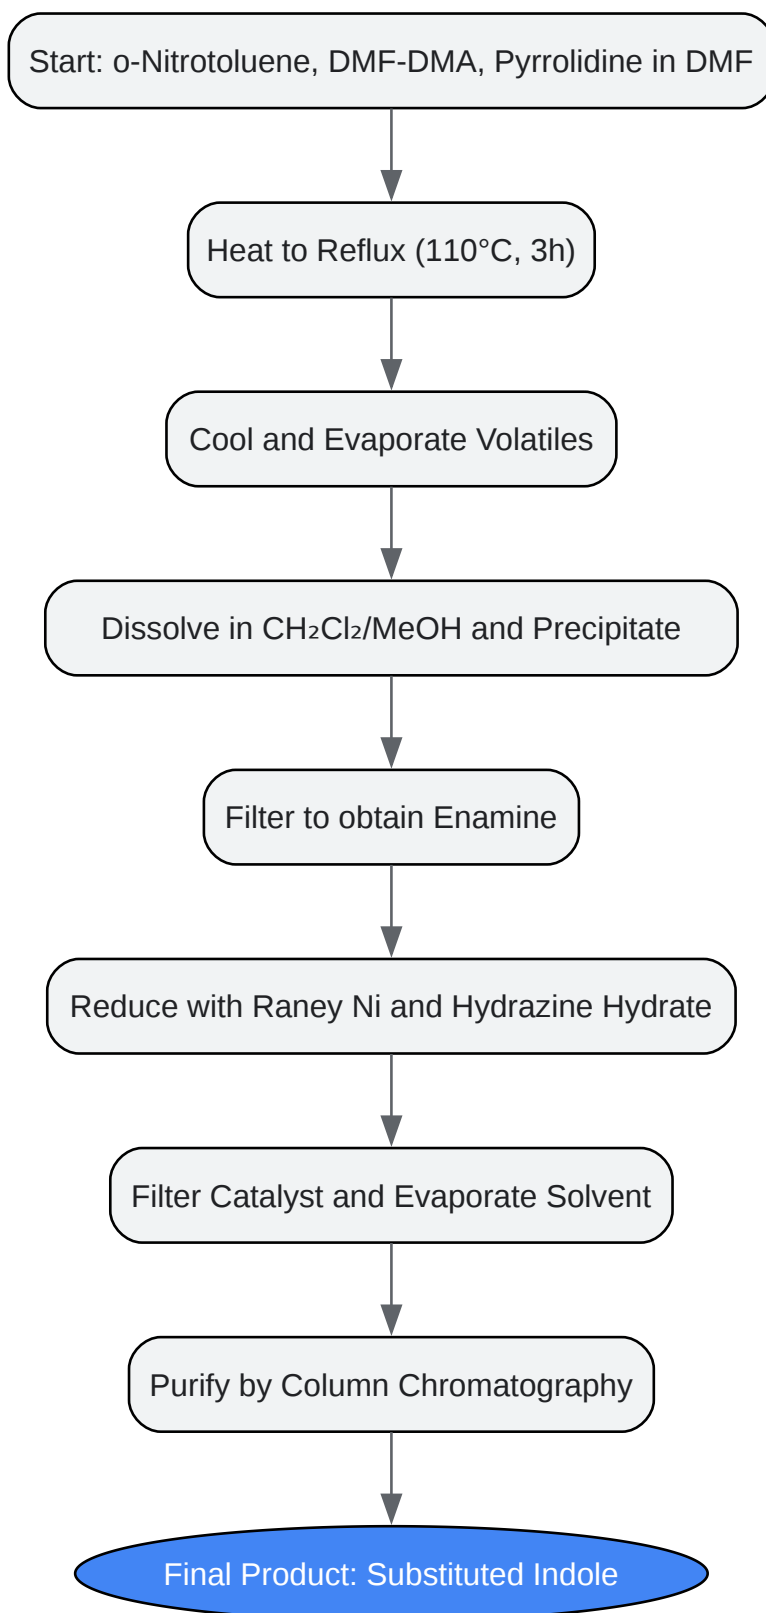 Start: o-Nitrotoluene, DMF-DMA, Pyrrolidine in DMF
Heat to Reflux (110°C, 3h)
Cool and Evaporate Volatiles
Dissolve in CH₂Cl₂/MeOH and Precipitate
Filter to obtain Enamine
Reduce with Raney Ni and Hydrazine Hydrate
Filter Catalyst and Evaporate Solvent
Purify by Column Chromatography
Final Product: Substituted Indole